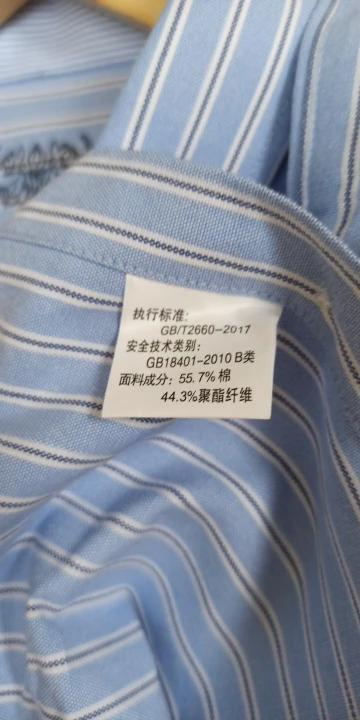 执行标准:
GB/T2660-2017
安全技术类别:
GB18401-2010 B类
面料成分: 55.7% 棉
44.3%聚酯纤维